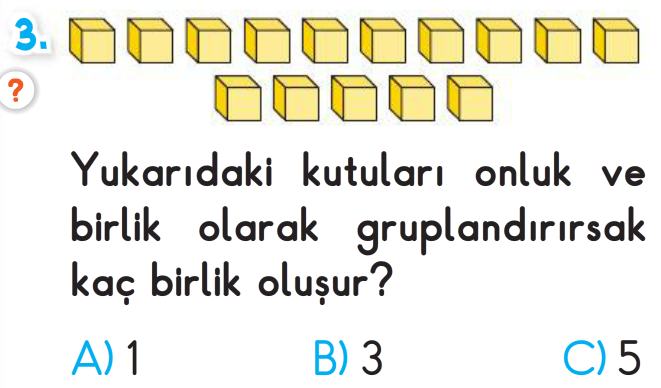 3.
?
Yukarıdaki kutuları onluk ve
birlik olarak gruplandırırsak
kaç birlik oluşur?
A) 1 B) 3 C) 5